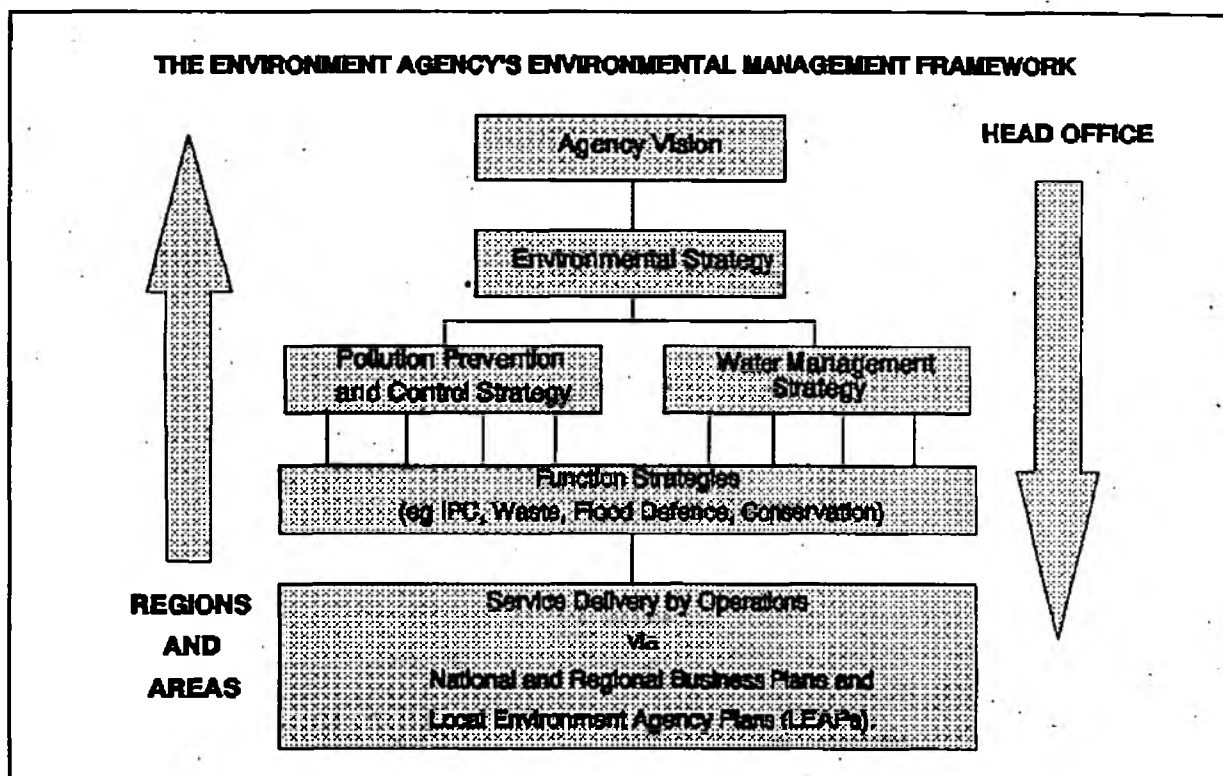 THE ENVIRONMENT AGENCY'S ENVIRONMENTAL MANAGEMENT FRAMEWORK
Agency Vision
HEAD OFFICE
Environmental Strategy
Pollution Prevention
and Control Strategy
Water Management
Strategy
Function Strategies
(eg IPC, Waste, Flood Defence, Conservation)
REGIONS
AND
AREAS
Service Delivery by Operations
via
National and Regional Business Plans and
Local Environment Agency Plans (LEAPs).